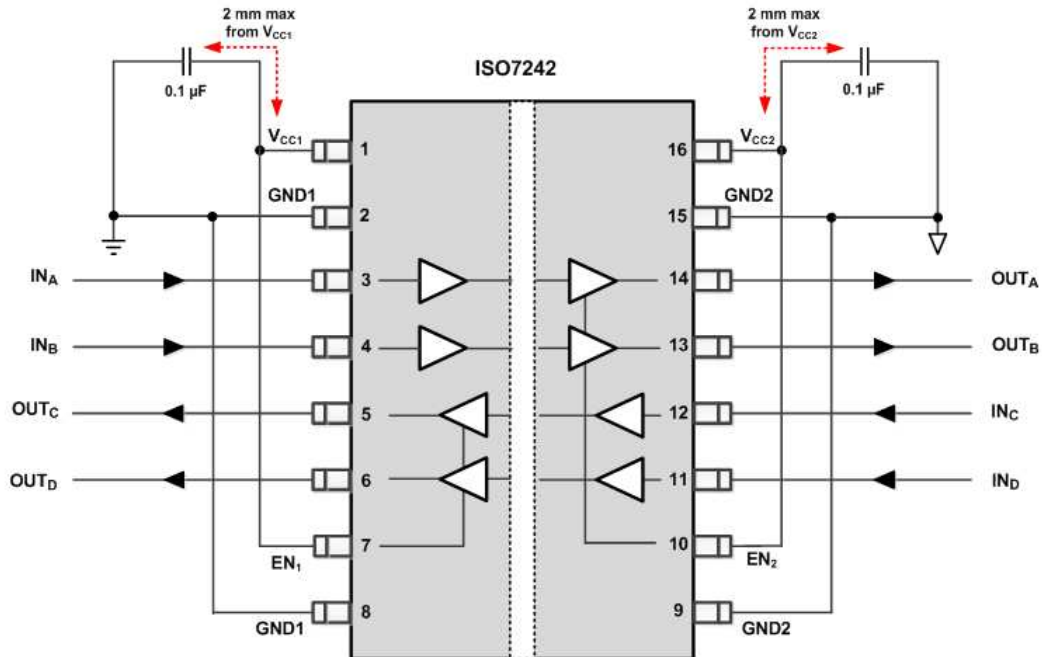 2 mm max
from VCC1
2 mm max
from VCC2
ISO7242
0.1 µF
0.1 µF
VCC1
1
16
VCC2
GND1
2
15
GND2
INA
3
14
OUTA
INB
4
13
OUTB
OUTC
5
12
INC
OUTD
6
11
IND
EN1
7
10
EN2
GND1
8
9
GND2